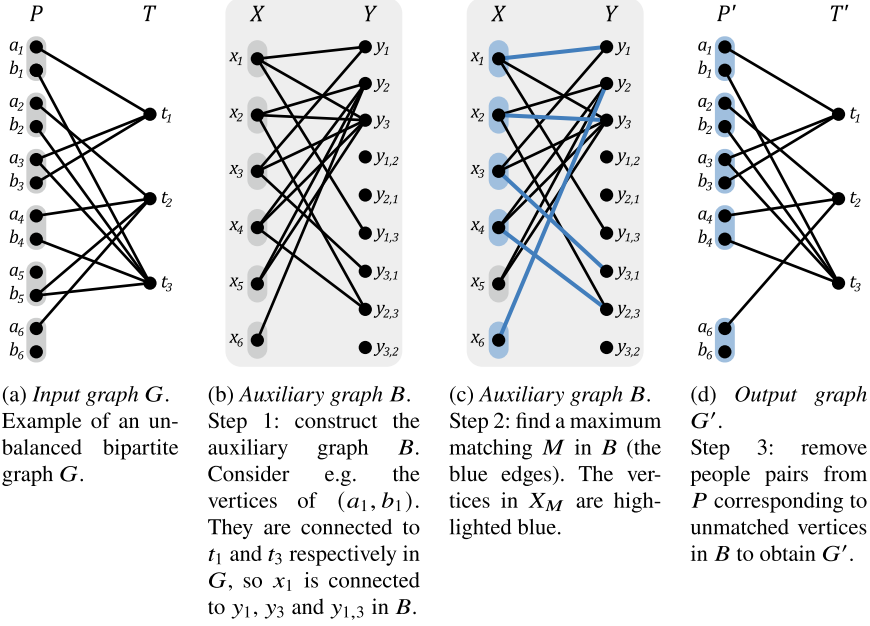 P T
a1
b1
a2
b2
a3
b3
a4
b4
a5
b5
a6
b6
t1
t2
t3
X Y
x1
x2
x3
x4
x5
x6
y1
y2
y3
y1,2
y2,1
y1,3
y3,1
y2,3
y3,2
X Y
x1
x2
x3
x4
x5
x6
y1
y2
y3
y1,2
y2,1
y1,3
y3,1
y2,3
y3,2
P' T'
a1
b1
a2
b2
a3
b3
a4
b4
a6
b6
t1
t2
t3
(a) Input graph G.
Example of an un-
balanced bipartite
graph G.
(b) Auxiliary graph B.
Step 1: construct the
auxiliary graph B.
Consider e.g. the
vertices of (a1, b1).
They are connected to
t1 and t3 respectively in
G, so x1 is connected
to y1, y3 and y1,3 in B.
(c) Auxiliary graph B.
Step 2: find a maximum
matching M in B (the
blue edges). The ver-
tices in XM are high-
lighted blue.
(d) Output graph
G'.
Step 3: remove
people pairs from
P corresponding to
unmatched vertices
in B to obtain G'.